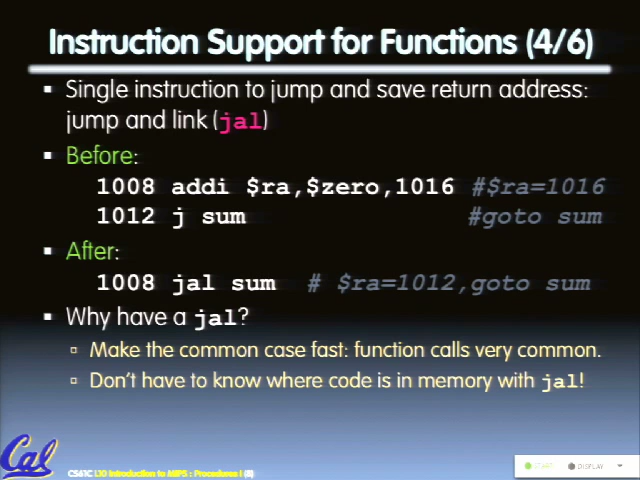 Instruction Support for Functions (4/6)
Single instruction to jump and save return address:
jump and link (jal)
Before:
1008 addi $ra,$zero,1016 #$ra=1016
1012 j sum #goto sum
After:
1008 jal sum # $ra=1012,goto sum
Why have a jal?
Make the common case fast: function calls very common.
Don't have to know where code is in memory with jal!
Cal
CS61C L10 Introduction to MIPS : Procedures I (8)
START DISPLAY